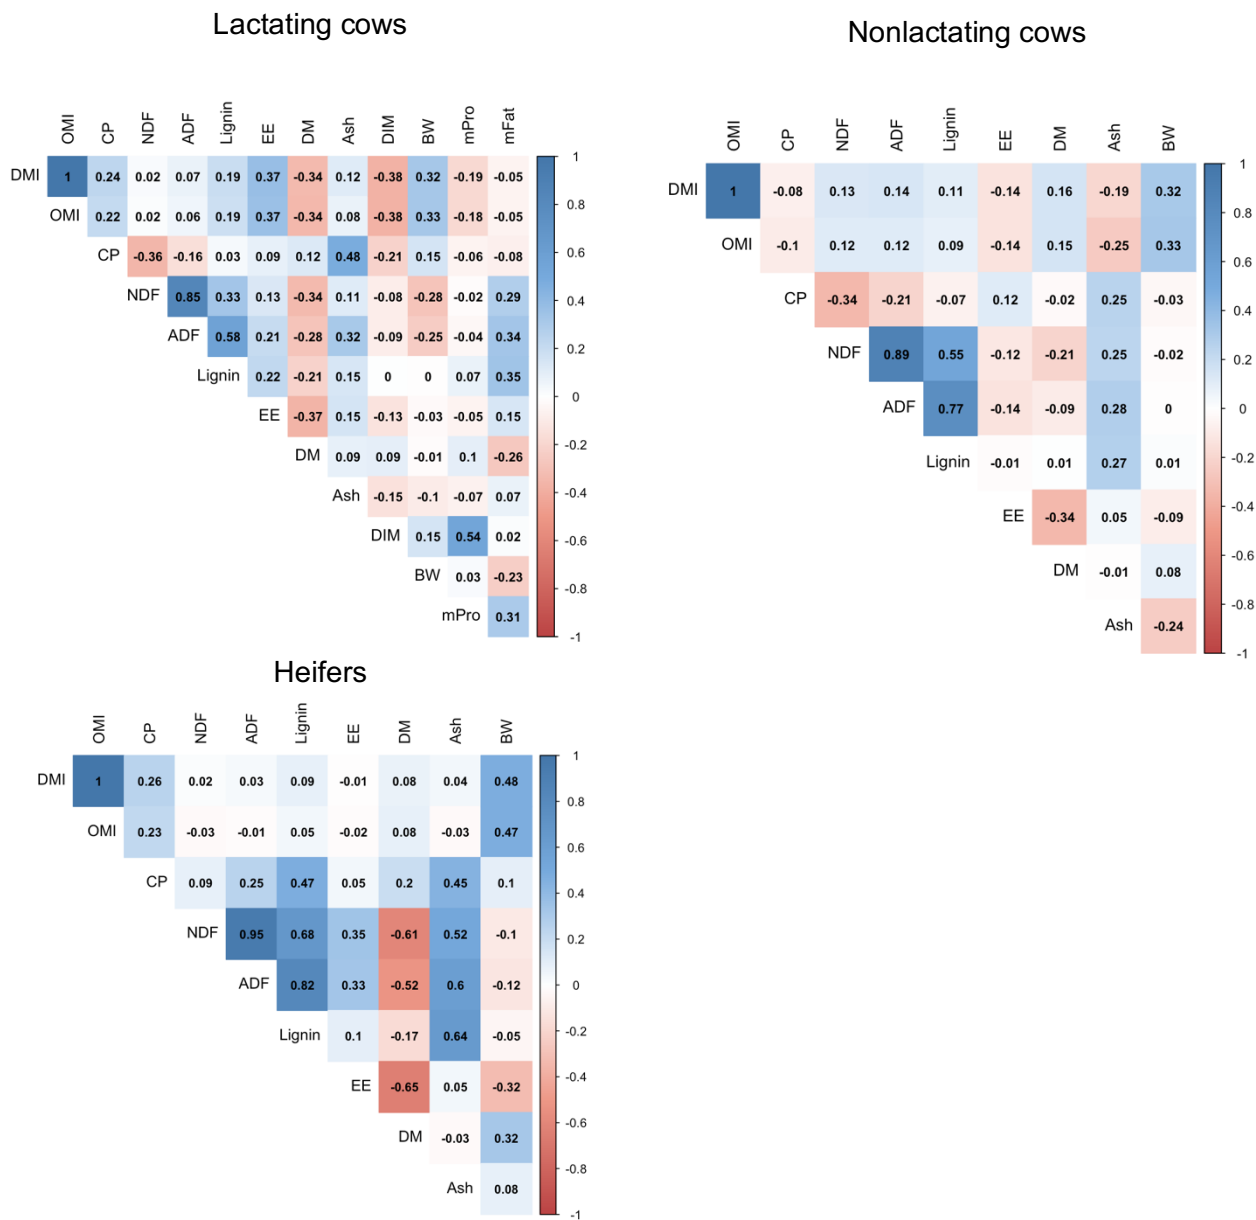 Lactating cows
OMI CP NDF ADF Lignin EE DM Ash DIM BW mPro mFat
DMI 1 0.24 0.02 0.07 0.19 0.37 -0.34 0.12 -0.38 0.32 -0.19 -0.05
OMI 0.22 0.02 0.06 0.19 0.37 -0.34 0.08 -0.38 0.33 -0.18 -0.05
CP -0.36 -0.16 0.03 0.09 0.12 0.48 -0.21 0.15 -0.06 -0.08
NDF 0.85 0.33 0.13 -0.34 0.11 -0.08 -0.28 -0.02 0.29
ADF 0.58 0.21 -0.28 0.32 -0.09 -0.25 -0.04 0.34
Lignin 0.22 -0.21 0.15 0 0 0.07 0.35
EE -0.37 0.15 -0.13 -0.03 -0.05 0.15
DM 0.09 0.09 -0.01 0.1 -0.26
Ash -0.15 -0.1 -0.07 0.07
DIM 0.15 0.54 0.02
BW 0.03 -0.23
mPro 0.31
1
0.8
0.6
0.4
0.2
0
-0.2
-0.4
-0.6
-0.8
-1
Nonlactating cows
OMI CP NDF ADF Lignin EE DM Ash BW
DMI 1 -0.08 0.13 0.14 0.11 -0.14 0.16 -0.19 0.32
OMI -0.1 0.12 0.12 0.09 -0.14 0.15 -0.25 0.33
CP -0.34 -0.21 -0.07 0.12 -0.02 0.25 -0.03
NDF 0.89 0.55 -0.12 -0.21 0.25 -0.02
ADF 0.77 -0.14 -0.09 0.28 0
Lignin -0.01 0.01 0.27 0.01
EE -0.34 0.05 -0.09
DM -0.01 0.08
Ash -0.24
1
0.8
0.6
0.4
0.2
0
-0.2
-0.4
-0.6
-0.8
-1
Heifers
OMI CP NDF ADF Lignin EE DM Ash BW
DMI 1 0.26 0.02 0.03 0.09 -0.01 0.08 0.04 0.48
OMI 0.23 -0.03 -0.01 0.05 -0.02 0.08 -0.03 0.47
CP 0.09 0.25 0.47 0.05 0.2 0.45 0.1
NDF 0.95 0.68 0.35 -0.61 0.52 -0.1
ADF 0.82 0.33 -0.52 0.6 -0.12
Lignin 0.1 -0.17 0.64 -0.05
EE -0.65 0.05 -0.32
DM -0.03 0.32
Ash 0.08
1
0.8
0.6
0.4
0.2
0
-0.2
-0.4
-0.6
-0.8
-1